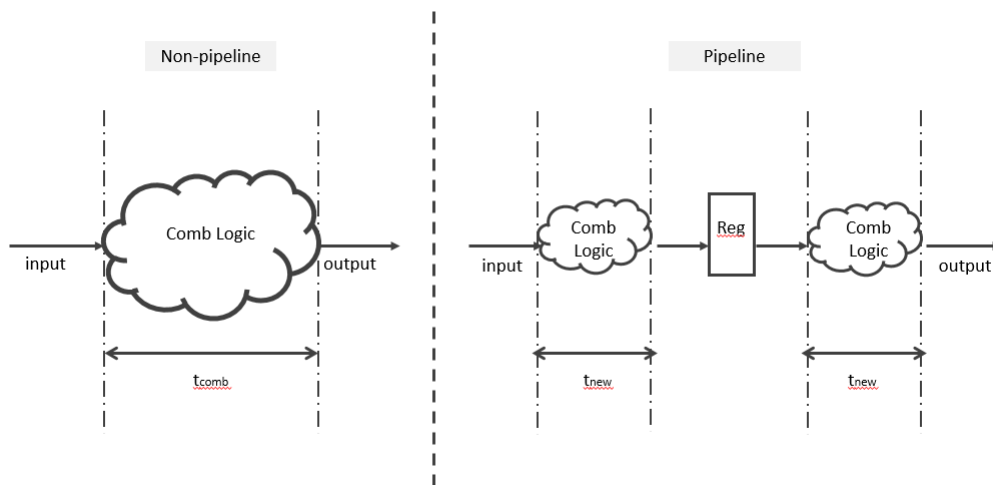 Non-pipeline
Comb Logic
input
output
tcomb
Pipeline
Comb
Logic
Reg
Comb
Logic
input
output
tnew
tnew